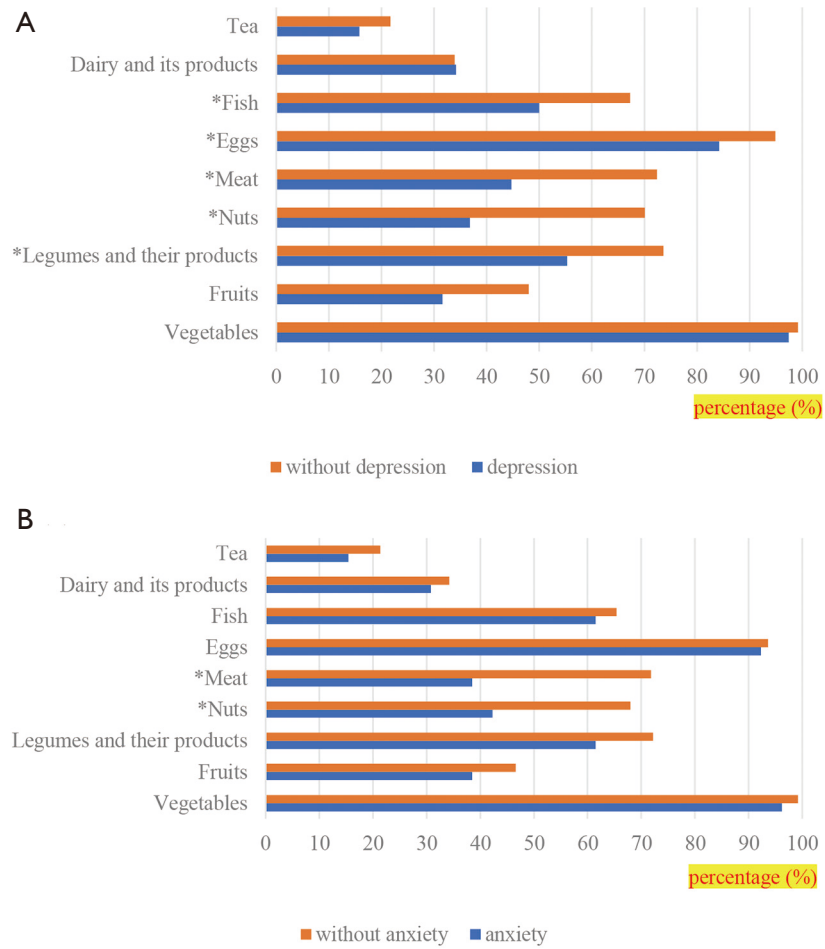 A
Tea
Dairy and its products
*Fish
*Eggs
*Meat
*Nuts
*Legumes and their products
Fruits
Vegetables
0 10 20 30 40 50 60 70 80 90 100
percentage (%)
without depression depression
B
Tea
Dairy and its products
Fish
Eggs
*Meat
*Nuts
Legumes and their products
Fruits
Vegetables
0 10 20 30 40 50 60 70 80 90 100
percentage (%)
without anxiety anxiety